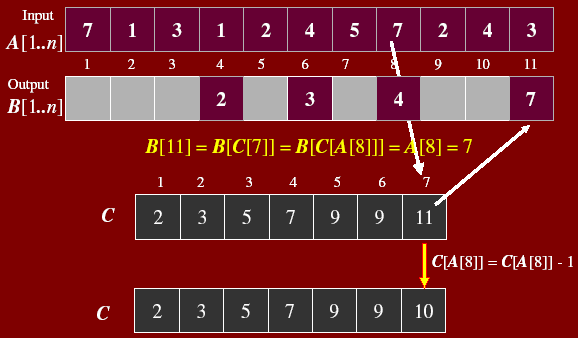 Input
A[1..n] 7 1 3 1 2 4 5 7 2 4 3
1 2 3 4 5 6 7 8 9 10 11
Output
B[1..n] 2 3 4 7
B[11] = B[C[7]] = B[C[A[8]]] = A[8] = 7
1 2 3 4 5 6 7
C 2 3 5 7 9 9 11
C[A[8]] = C[A[8]] - 1
C 2 3 5 7 9 9 10